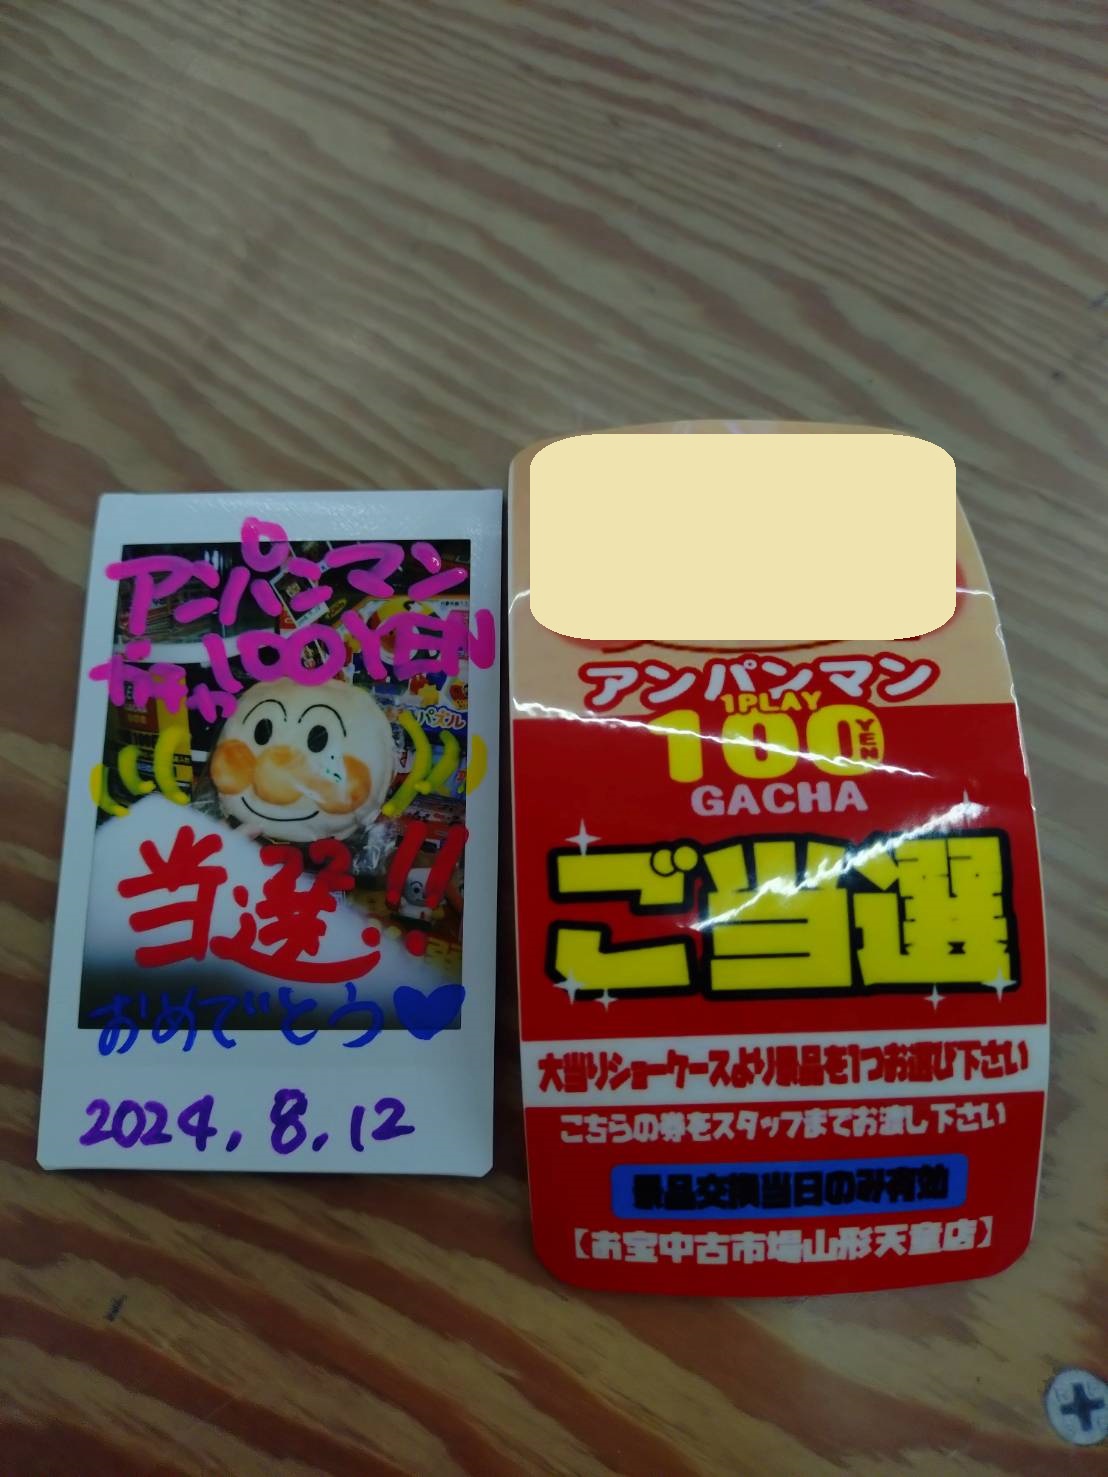 アンパンマン
ガチャ100YEN
パズル
当選!!
おめでとう♥
2024.8.12
アンパンマン
1PLAY
100
YEN
GACHA
ご当選
大当りショーケースより景品を1つお選び下さい
こちらの券をスタッフまでお渡し下さい
景品交換当日のみ有効
【お宝中古市場山形天童店】